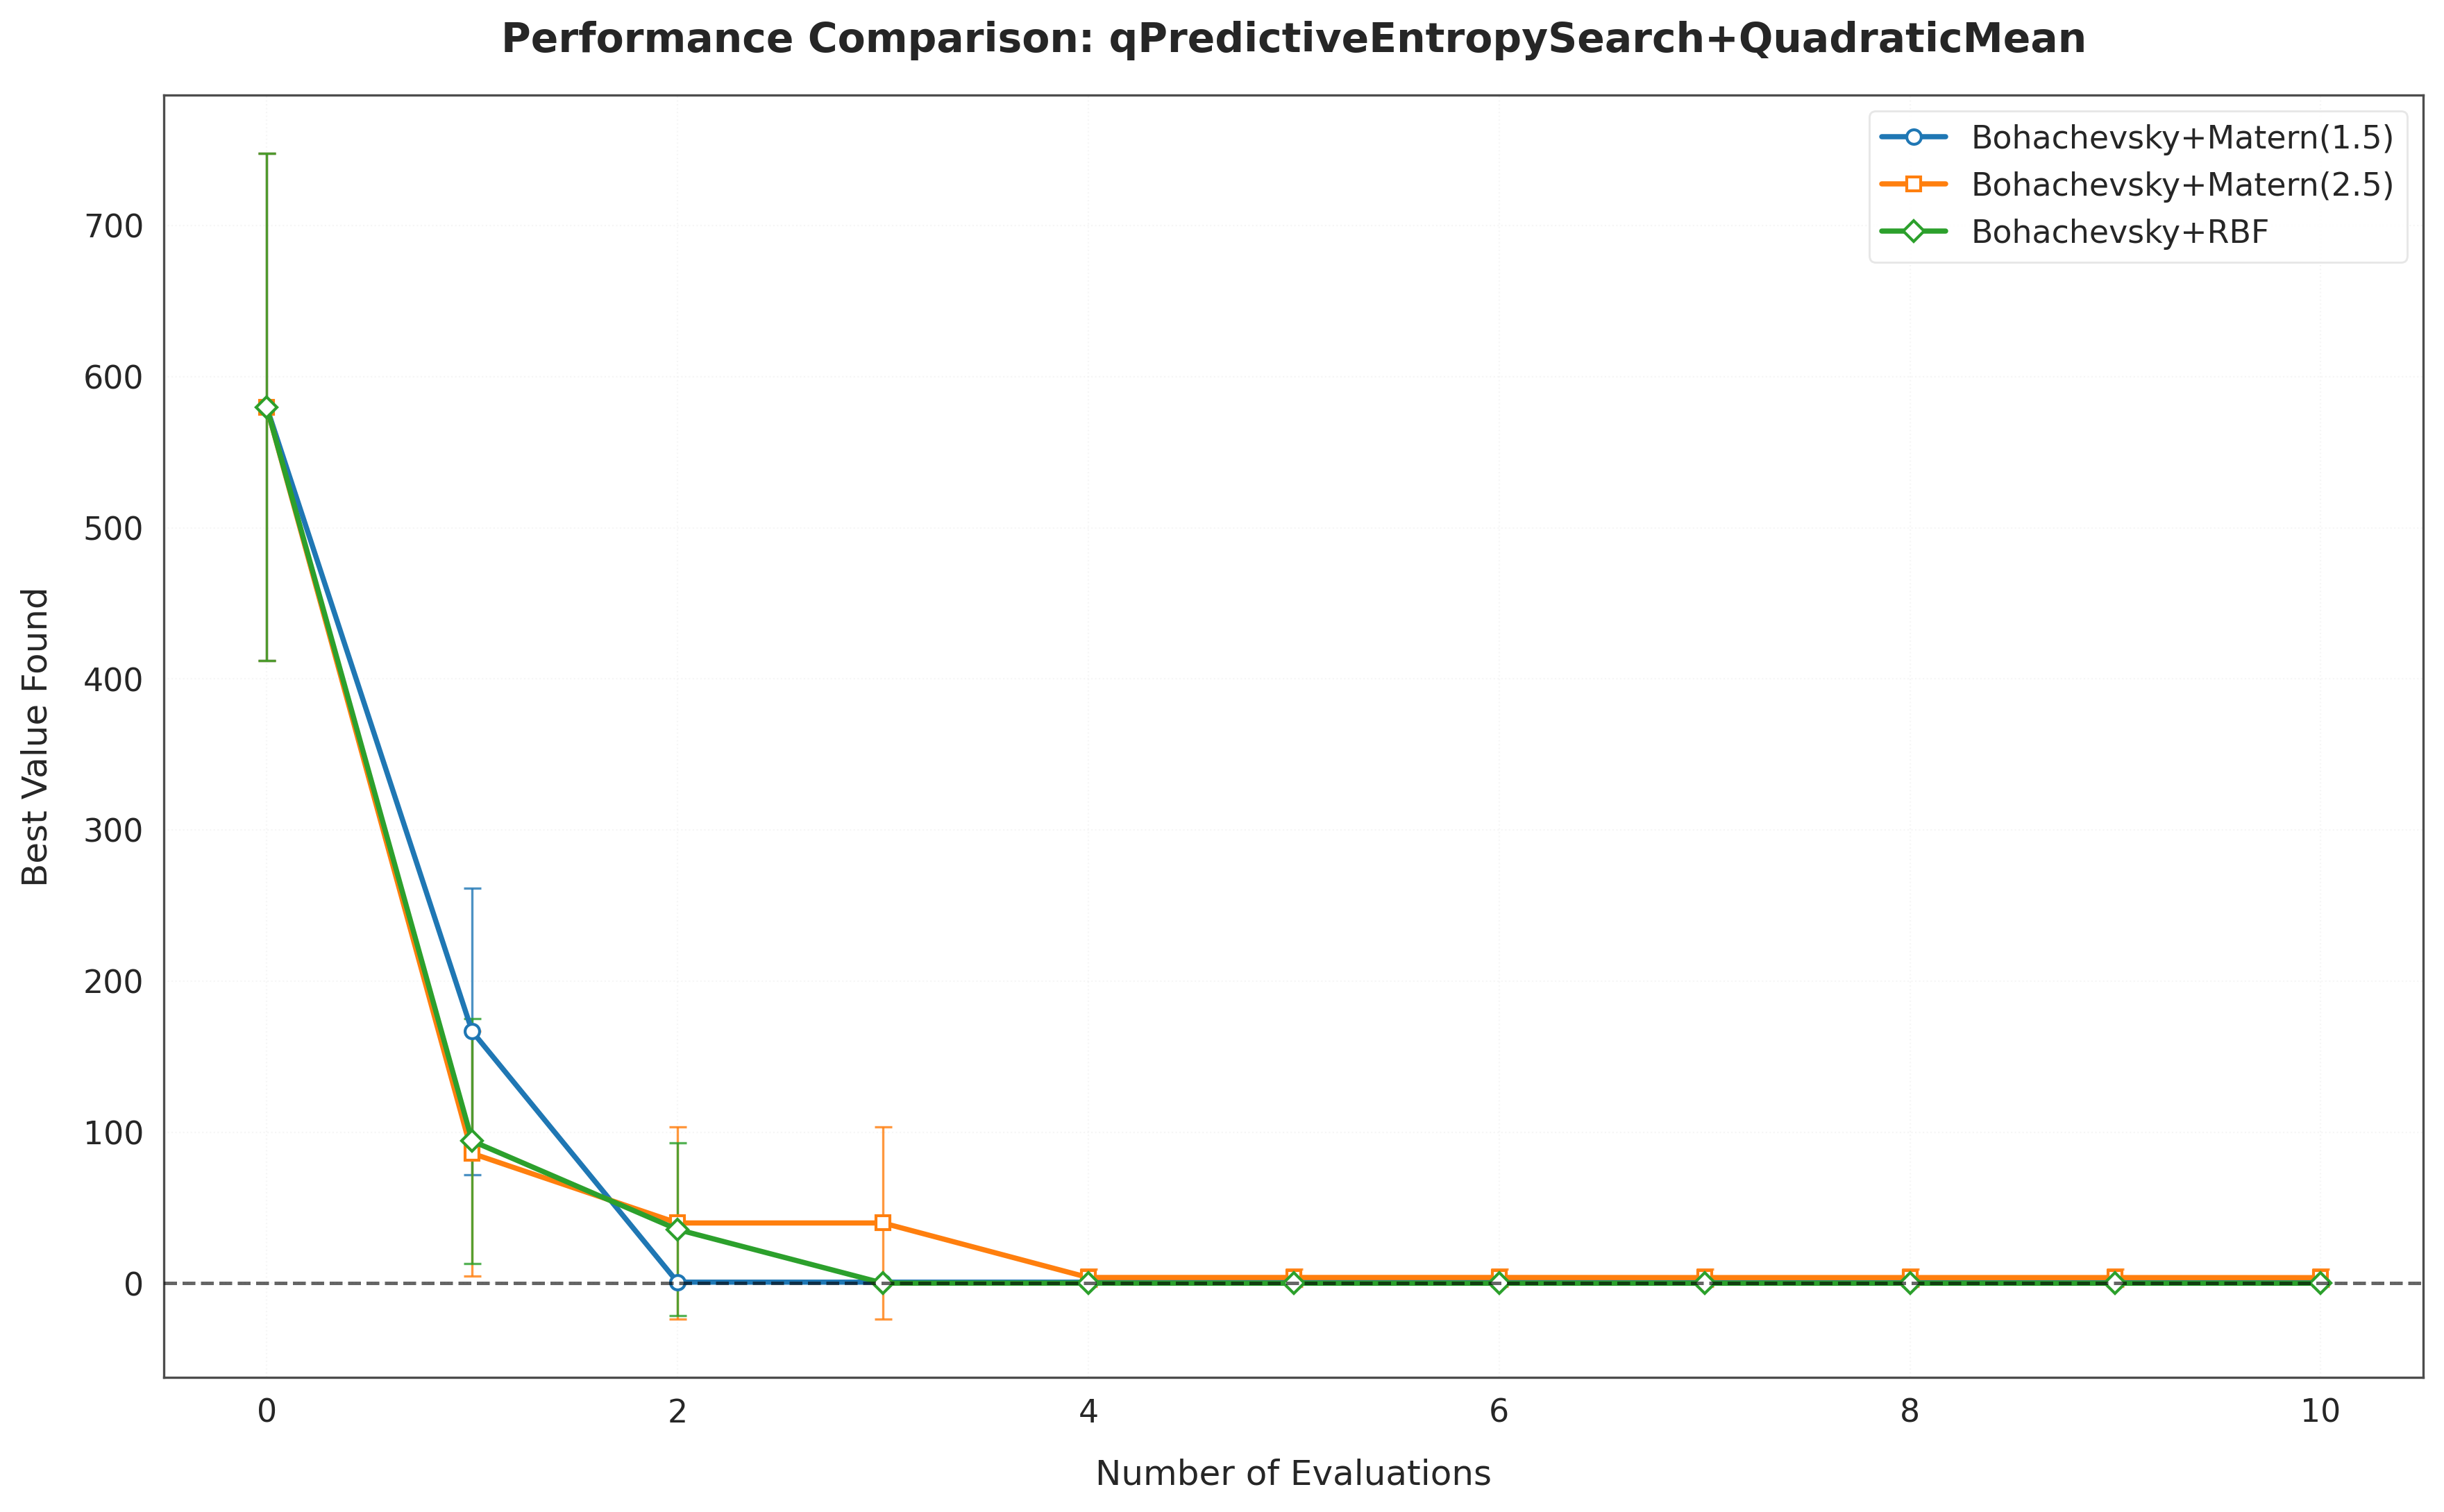 Performance Comparison: qPredictiveEntropySearch+QuadraticMean
Bohachevsky+Matern(1.5)
Bohachevsky+Matern(2.5)
Bohachevsky+RBF
Best Value Found
700
600
500
400
300
200
100
0
0 2 4 6 8 10
Number of Evaluations